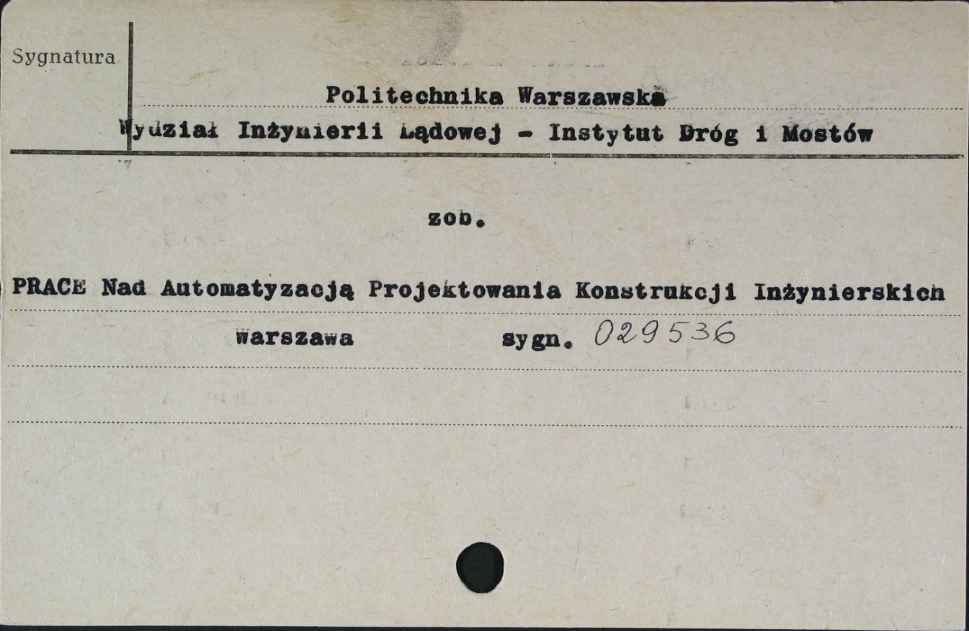 Sygnatura
Politechnika Warszawska
Wydział Inżynierii Lądowej - Instytut Dróg i Mostów
zob.
PRACE Nad Automatyzacją Projektowania Konstrukcji Inżynierskich
Warszawa sygn. 029536